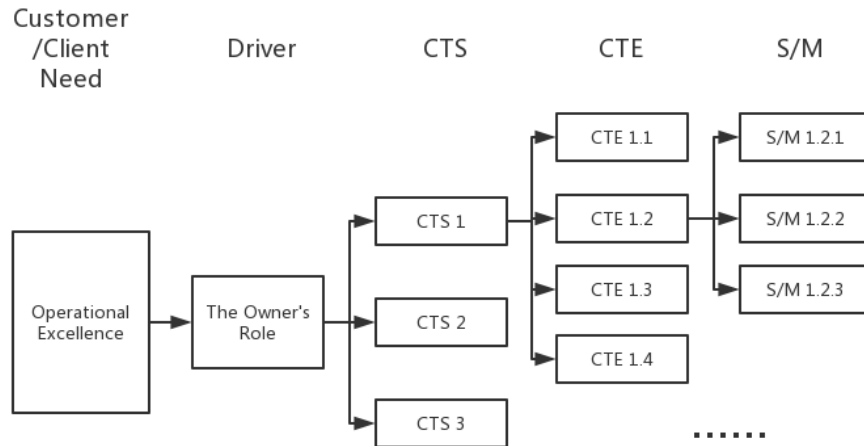 Customer
/Client
Need
Driver
CTS
CTE
S/M
Operational
Excellence
The Owner's
Role
CTS 1
CTS 2
CTS 3
CTE 1.1
CTE 1.2
CTE 1.3
CTE 1.4
S/M 1.2.1
S/M 1.2.2
S/M 1.2.3
......